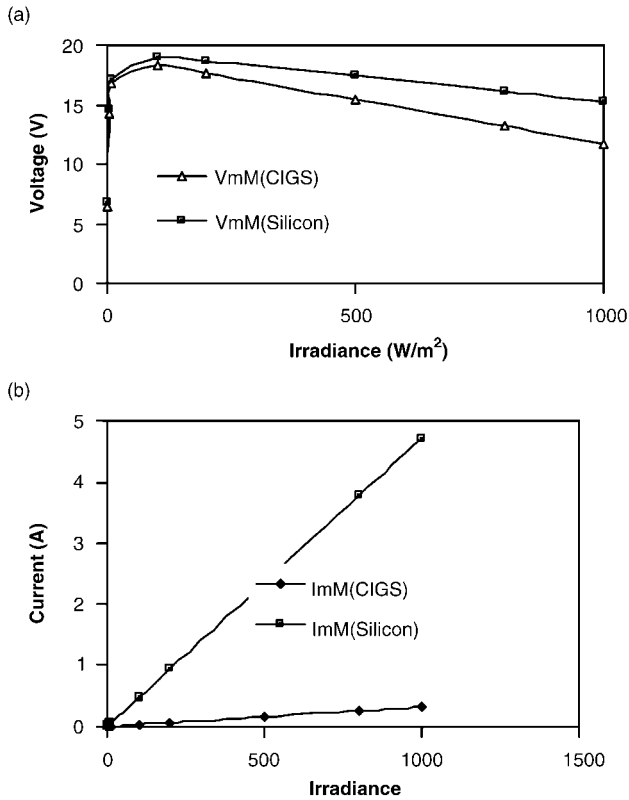 (a)
20
15
10
5
0
Voltage (V)
VmM(CIGS)
VmM(Silicon)
0 500 1000
Irradiance (W/m²)
(b)
5
4
3
2
1
0
Current (A)
ImM(CIGS)
ImM(Silicon)
0 500 1000 1500
Irradiance